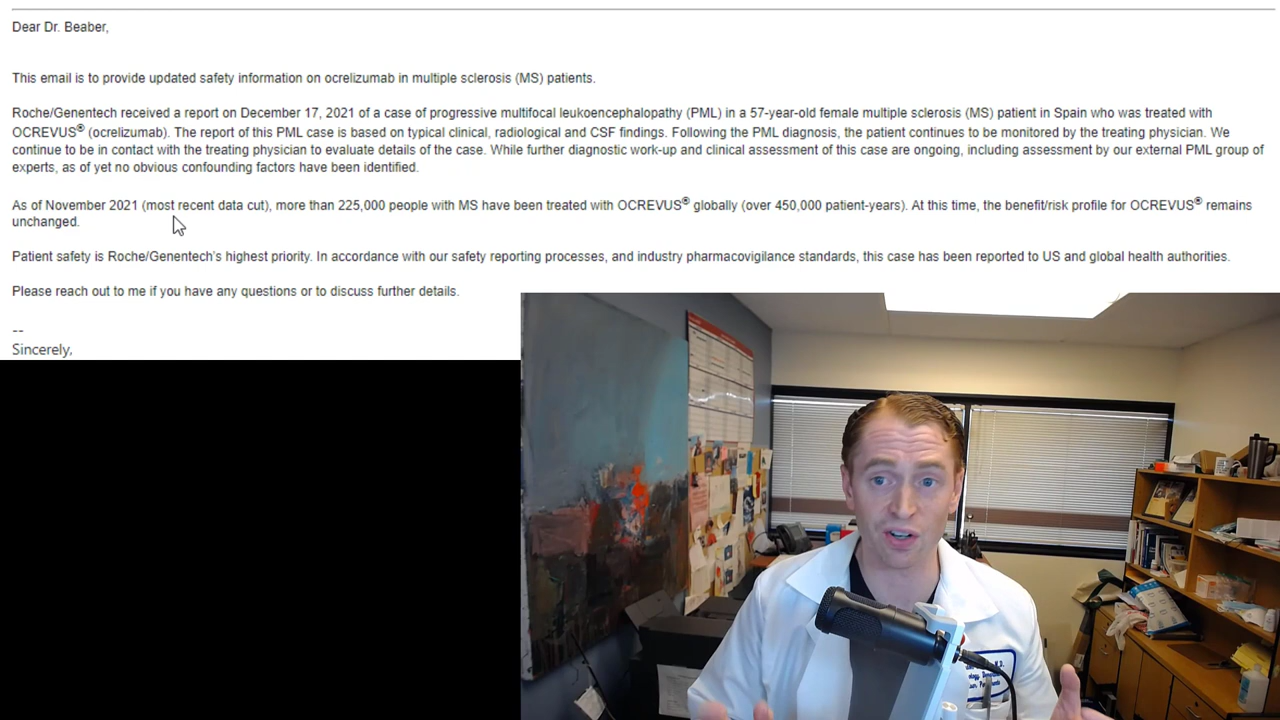 Dear Dr. Beaber,
This email is to provide updated safety information on ocrelizumab in multiple sclerosis (MS) patients.
Roche/Genentech received a report on December 17, 2021 of a case of progressive multifocal leukoencephalopathy (PML) in a 57-year-old female multiple sclerosis (MS) patient in Spain who was treated with
OCREVUS® (ocrelizumab). The report of this PML case is based on typical clinical, radiological and CSF findings. Following the PML diagnosis, the patient continues to be monitored by the treating physician. We
continue to be in contact with the treating physician to evaluate details of the case. While further diagnostic work-up and clinical assessment of this case are ongoing, including assessment by our external PML group of
experts, as of yet no obvious confounding factors have been identified.
As of November 2021 (most recent data cut), more than 225,000 people with MS have been treated with OCREVUS® globally (over 450,000 patient-years). At this time, the benefit/risk profile for OCREVUS® remains
unchanged.
Patient safety is Roche/Genentech's highest priority. In accordance with our safety reporting processes, and industry pharmacovigilance standards, this case has been reported to US and global health authorities.
Please reach out to me if you have any questions or to discuss further details.
--
Sincerely,